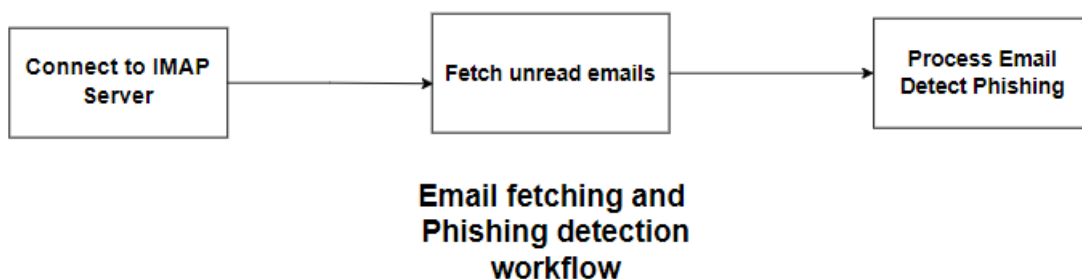 Connect to IMAP
Server
Fetch unread emails
Process Email
Detect Phishing
Email fetching and
Phishing detection
workflow